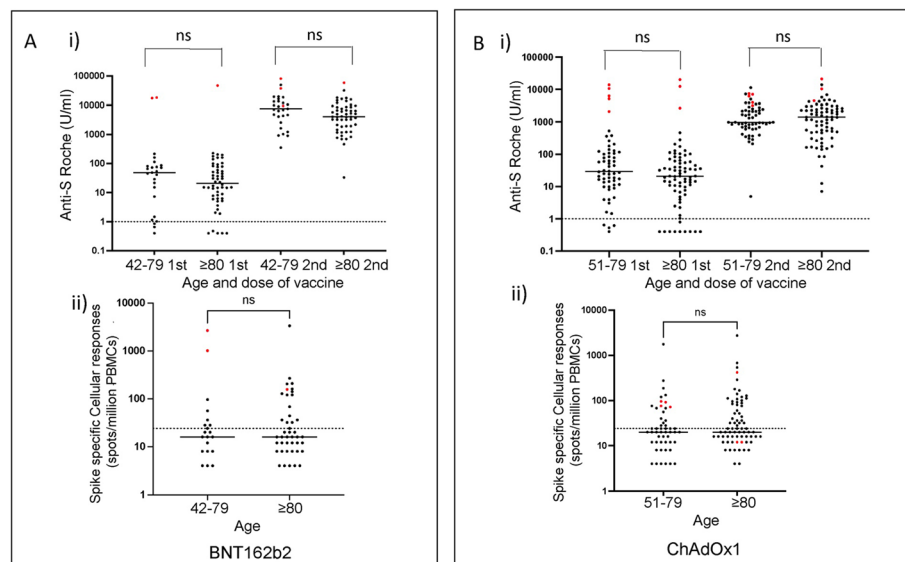 A i)
ns ns
100000
10000
1000
100
10
1
0.1
Anti-S Roche (U/ml)
42-79 1st ≥80 1st 42-79 2nd ≥80 2nd
Age and dose of vaccine
ii)
ns
10000
1000
100
10
1
Spike specific Cellular responses
(spots/million PBMCs)
42-79 ≥80
Age
BNT162b2
B i)
ns ns
100000
10000
1000
100
10
1
0.1
Anti-S Roche (U/ml)
51-79 1st ≥80 1st 51-79 2nd ≥80 2nd
Age and dose of vaccine
ii)
ns
10000
1000
100
10
1
Spike specific Cellular responses
(spots/million PBMCs)
51-79 ≥80
Age
ChAdOx1